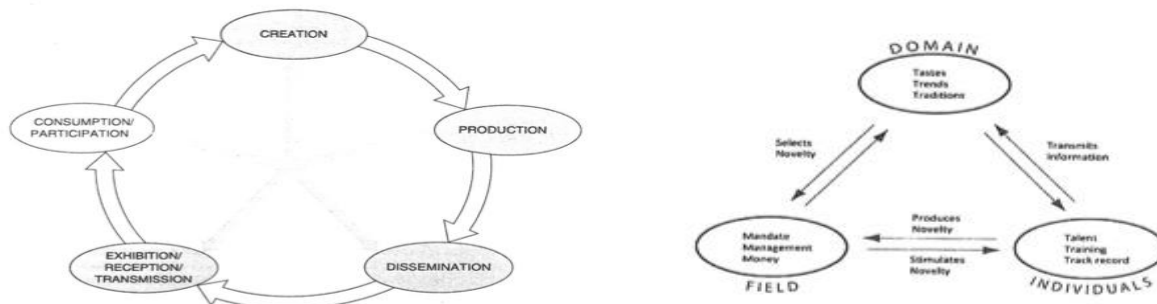 CREATION
PRODUCTION
DISSEMINATION
EXHIBITION/
RECEPTION/
TRANSMISSION
CONSUMPTION/
PARTICIPATION
DOMAIN
Tastes
Trends
Traditions
Selects
Novelty
Transmits
Information
Produces
Novelty
Stimulates
Novelty
Mandate
Management
Money
FIELD
Talent
Training
Track record
INDIVIDUALS